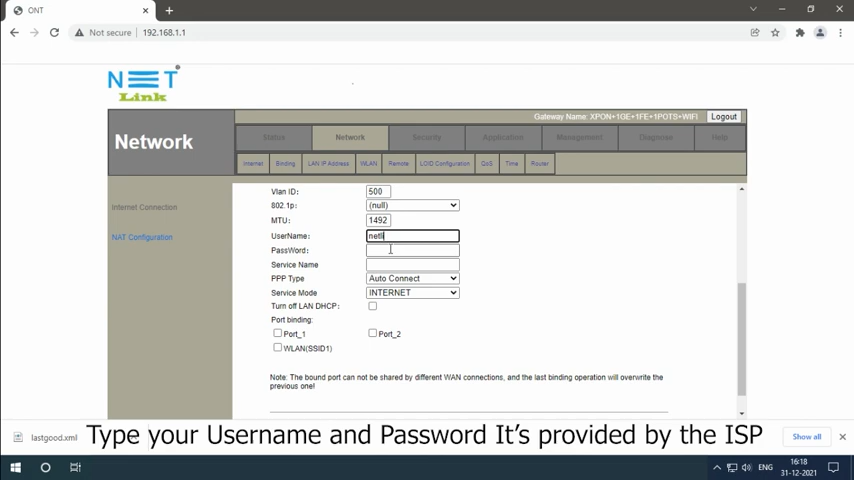 ONT
Not secure 192.168.1.1
NET
Link
Gateway Name: XPON+1GE+1FE+1POTS+WIFI Logout
Network
Status Network Security Application Management Diagnose Help
Internet Binding LAN IP Address WLAN Remote LOID Configuration QoS Time Router
Internet Connection
NAT Configuration
Vlan ID: 500
802.1p: (null)
MTU: 1492
UserName: netli
PassWord:
Service Name
PPP Type Auto Connect
Service Mode INTERNET
Turn off LAN DHCP:
Port binding:
Port_1 Port_2
WLAN(SSID1)
Note: The bound port can not be shared by different WAN connections, and the last binding operation will overwrite the
previous one!
lastgood.xml
Type your Username and Password It's provided by the ISP
Show all
ENG
16:18
31-12-2021